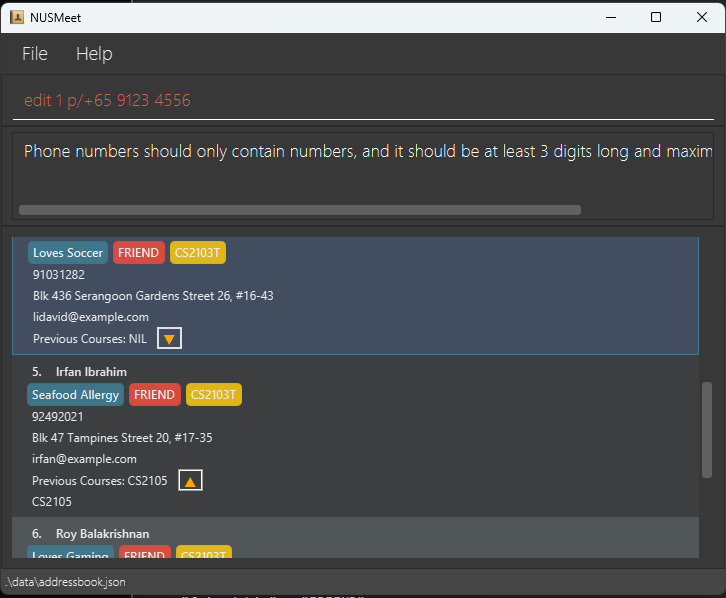 NUSMeet
File Help
edit 1 p/+65 9123 4556
Phone numbers should only contain numbers, and it should be at least 3 digits long and maxim
Loves Soccer FRIEND CS2103T
91031282
Blk 436 Serangoon Gardens Street 26, #16-43
lidavid@example.com
Previous Courses: NIL ▼
5. Irfan Ibrahim
Seafood Allergy FRIEND CS2103T
92492021
Blk 47 Tampines Street 20, #17-35
irfan@example.com
Previous Courses: CS2105 ▲
CS2105
6. Roy Balakrishnan
Loves Gaming FRIEND CS2103T
.\data\addressbook.json